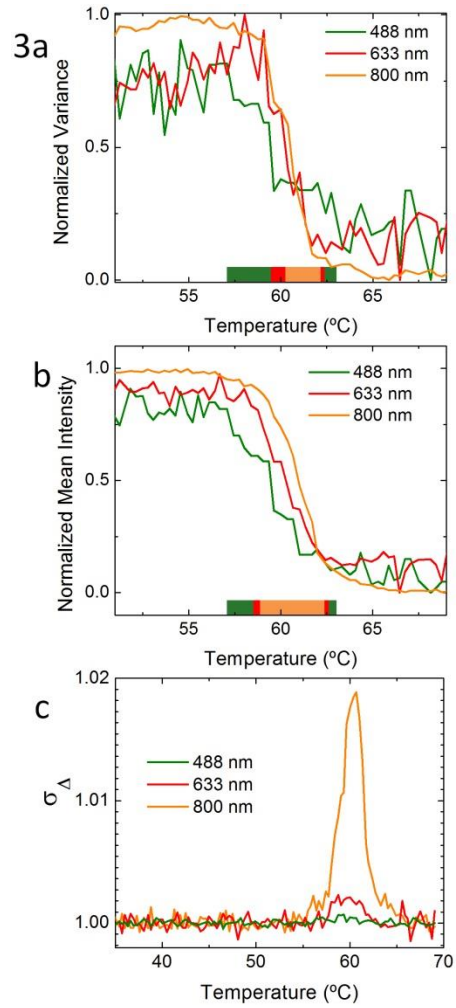 3a
488 nm
633 nm
800 nm
Normalized Variance
1.0
0.5
0.0
55 60 65
Temperature (ºC)
b
488 nm
633 nm
800 nm
Normalized Mean Intensity
1.0
0.5
0.0
55 60 65
Temperature (ºC)
c
488 nm
633 nm
800 nm
σΔ
1.02
1.01
1.00
40 50 60 70
Temperature (ºC)